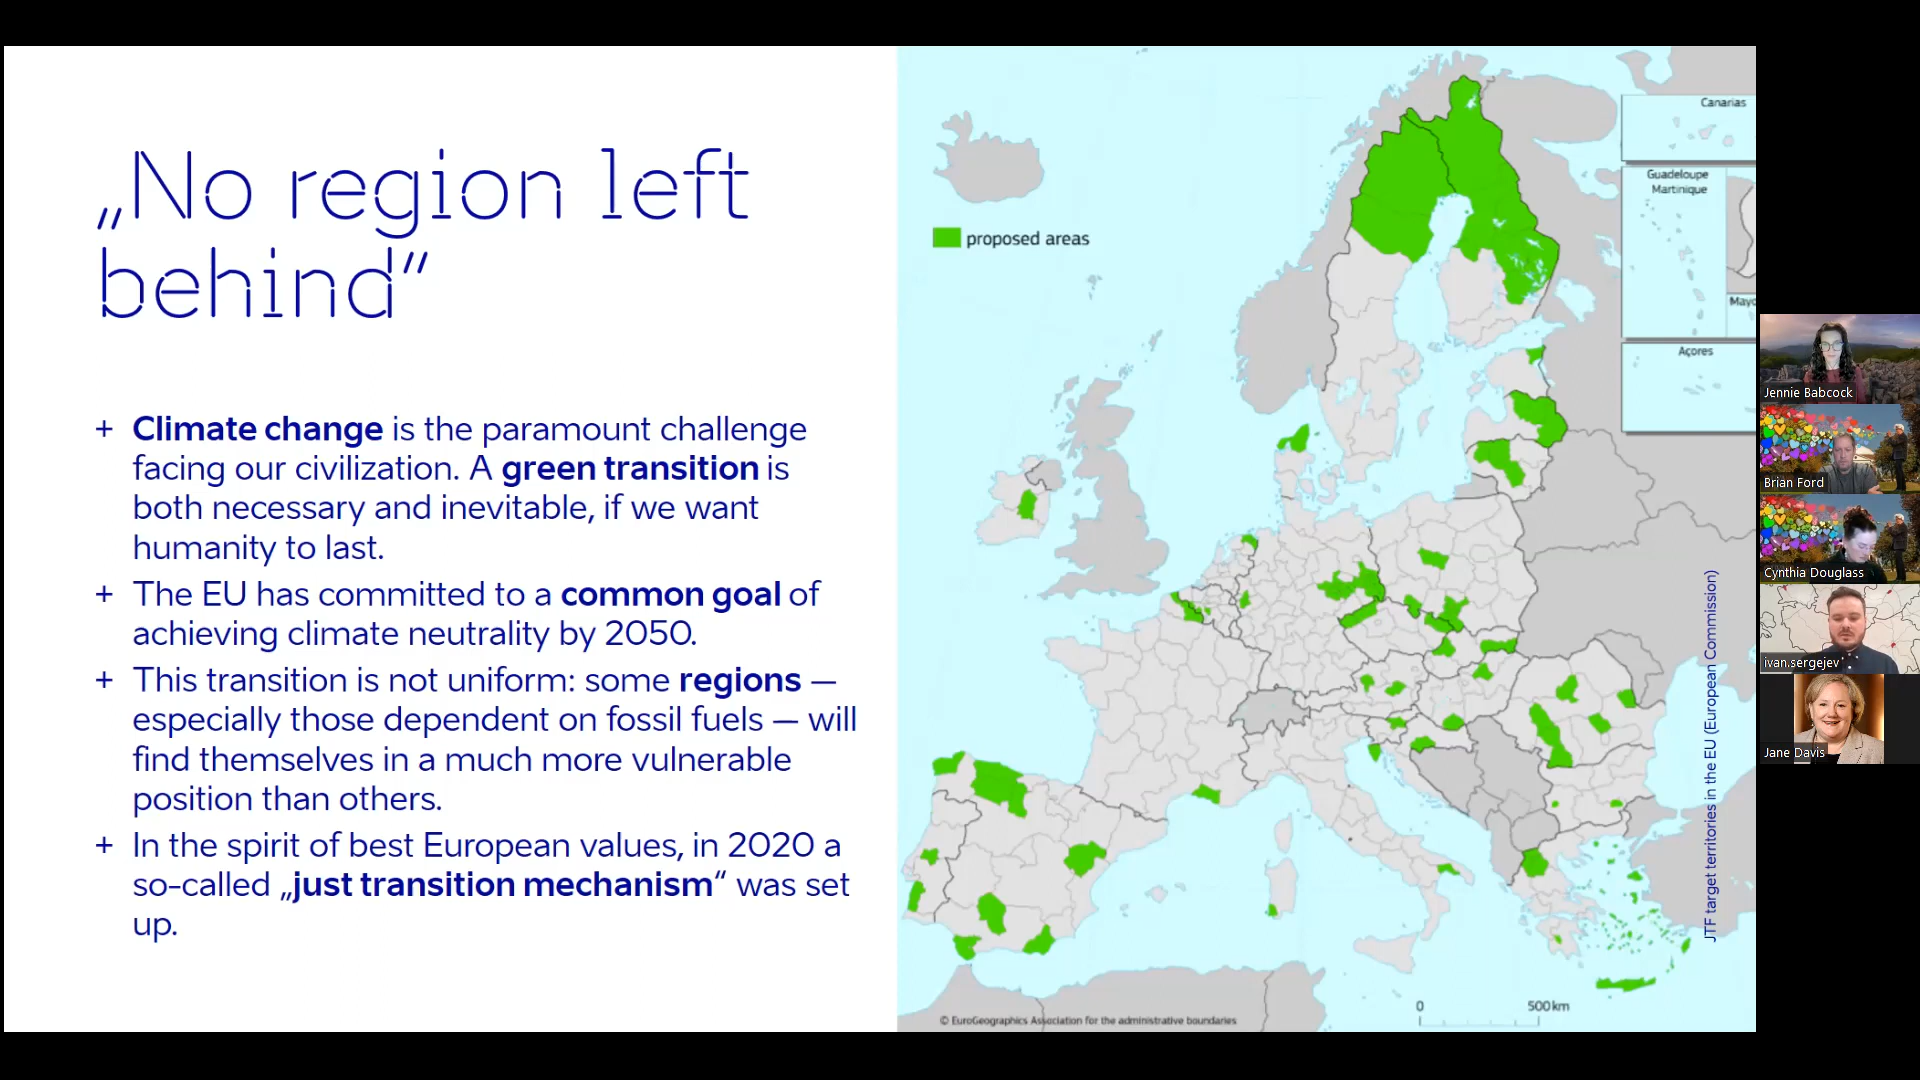 „No region left
behind“
+ Climate change is the paramount challenge
facing our civilization. A green transition is
both necessary and inevitable, if we want
humanity to last.
+ The EU has committed to a common goal of
achieving climate neutrality by 2050.
+ This transition is not uniform: some regions —
especially those dependent on fossil fuels — will
find themselves in a much more vulnerable
position than others.
+ In the spirit of best European values, in 2020 a
so-called „just transition mechanism“ was set
up.
proposed areas
Canarias
Guadeloupe
Martinique
Mayo
Açores
JTF target territories in the EU (European Commission)
0 500 km
© EuroGeographics Association for the administrative boundaries
Jennie Babcock
Brian Ford
Cynthia Douglass
ivan.sergejev
Jane Davis